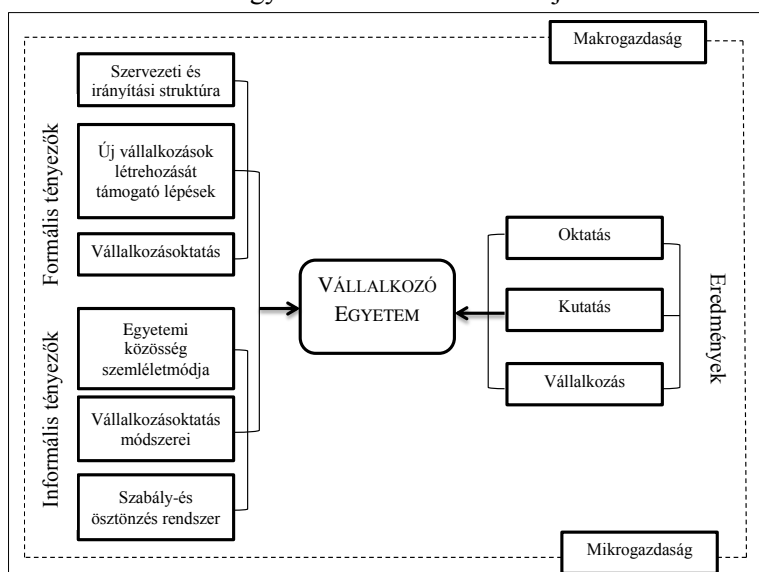 Makrogazdaság
Formális tényezők
Szervezeti és
irányítási struktúra
Új vállalkozások
létrehozását
támogató lépések
Vállalkozásoktatás
Informális tényezők
Egyetemi
közösség
szemléletmódja
Vállalkozásoktatás
módszerei
Szabály-és
ösztönzés rendszer
VÁLLALKOZÓ
EGYETEM
Oktatás
Kutatás
Vállalkozás
Eredmények
Mikrogazdaság